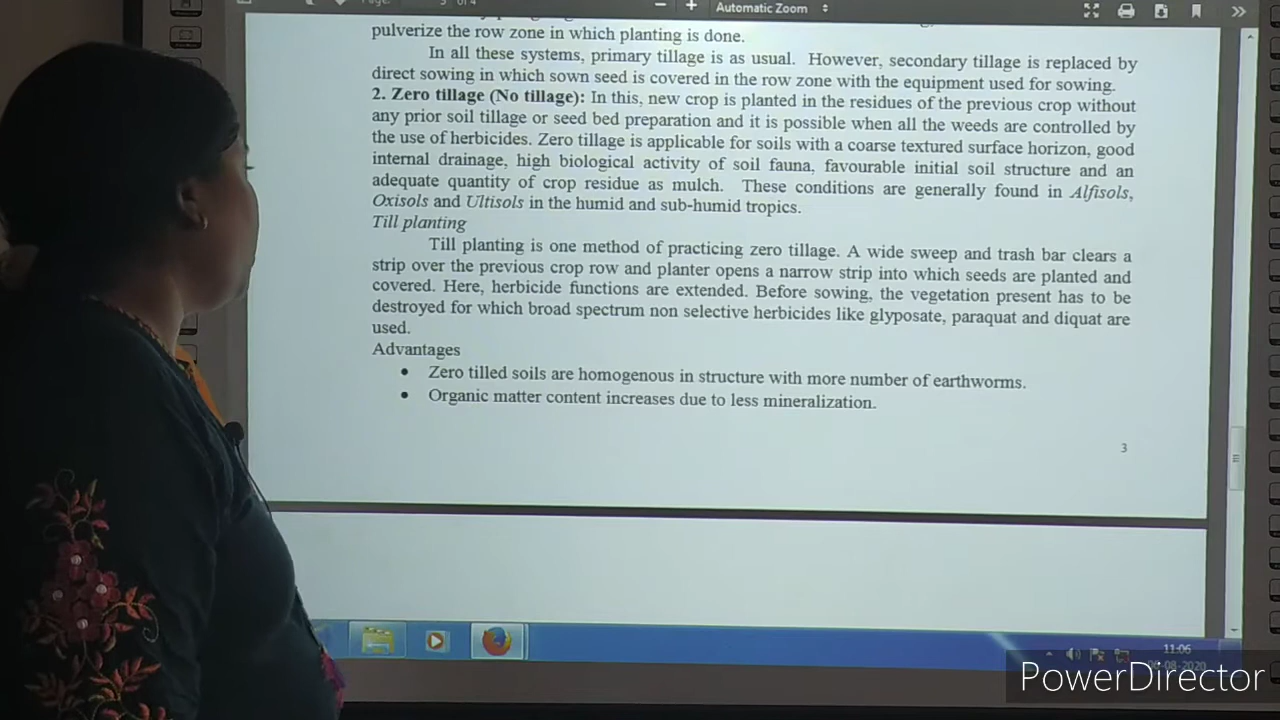 Automatic Zoom
pulverize the row zone in which planting is done.
In all these systems, primary tillage is as usual. However, secondary tillage is replaced by
direct sowing in which sown seed is covered in the row zone with the equipment used for sowing.
2. Zero tillage (No tillage): In this, new crop is planted in the residues of the previous crop without
any prior soil tillage or seed bed preparation and it is possible when all the weeds are controlled by
the use of herbicides. Zero tillage is applicable for soils with a coarse textured surface horizon, good
internal drainage, high biological activity of soil fauna, favourable initial soil structure and an
adequate quantity of crop residue as mulch. These conditions are generally found in Alfisols,
Oxisols and Ultisols in the humid and sub-humid tropics.
Till planting
Till planting is one method of practicing zero tillage. A wide sweep and trash bar clears a
strip over the previous crop row and planter opens a narrow strip into which seeds are planted and
covered. Here, herbicide functions are extended. Before sowing, the vegetation present has to be
destroyed for which broad spectrum non selective herbicides like glyposate, paraquat and diquat are
used.
Advantages
• Zero tilled soils are homogenous in structure with more number of earthworms.
• Organic matter content increases due to less mineralization.
3
11:06
PowerDirector